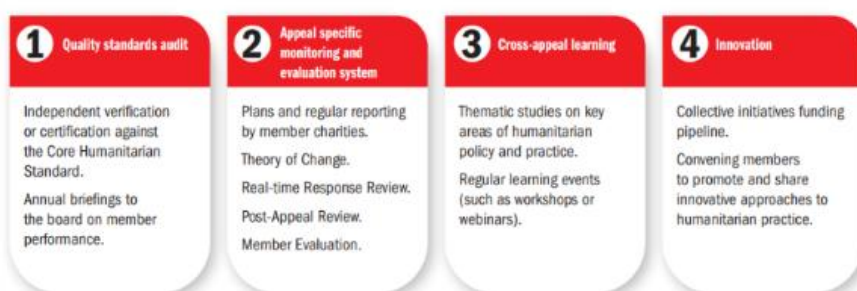 1 Quality standards audit
Independent verification
or certification against
the Core Humanitarian
Standard.
Annual briefings to
the board on member
performance.
2 Appeal specific
monitoring and
evaluation system
Plans and regular reporting
by member charities.
Theory of Change.
Real-time Response Review.
Post-Appeal Review.
Member Evaluation.
3 Cross-appeal learning
Thematic studies on key
areas of humanitarian
policy and practice.
Regular learning events
(such as workshops or
webinars).
4 Innovation
Collective initiatives funding
pipeline.
Convening members
to promote and share
innovative approaches to
humanitarian practice.